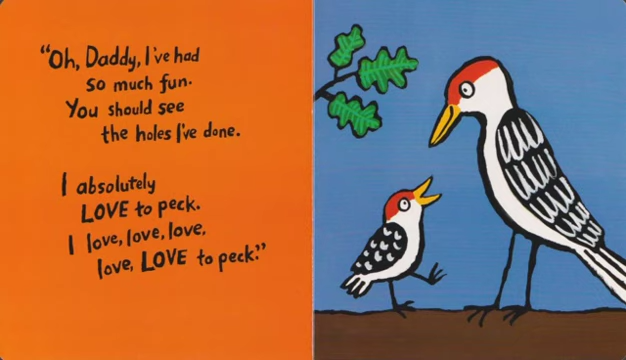 “Oh, Daddy, I've had
so much fun.
You should see
the holes I've done.
I absolutely
LOVE to peck.
I love, love, love,
love, LOVE to peck.”